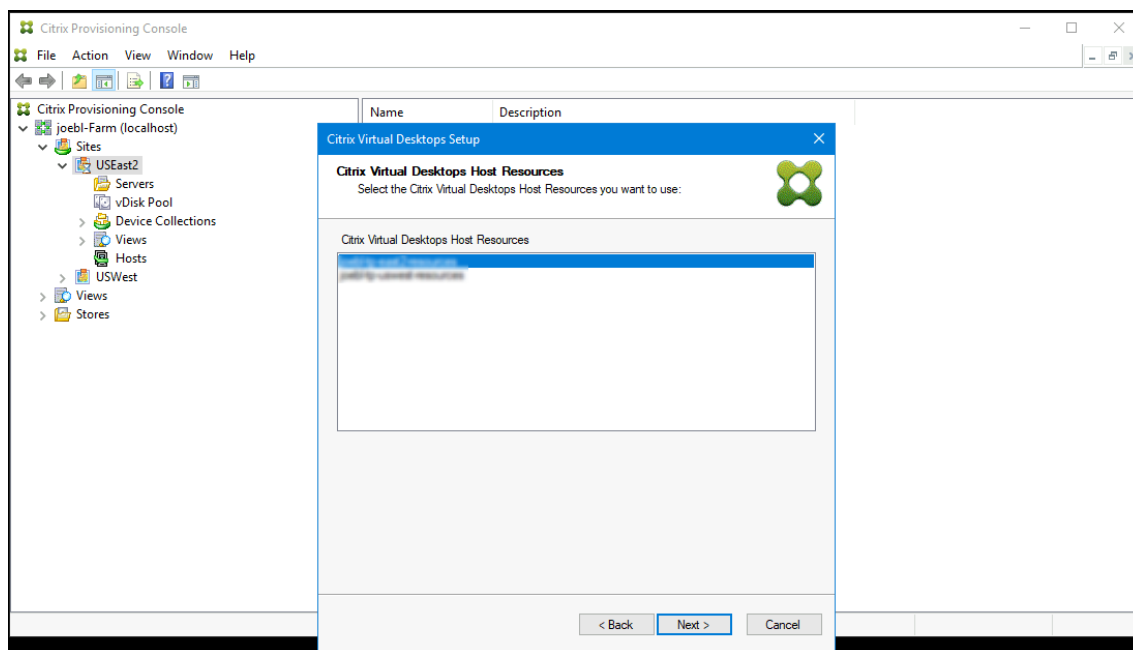 Citrix Provisioning Console
File Action View Window Help
Citrix Provisioning Console
joebl-Farm (localhost)
Sites
USEast2
Servers
vDisk Pool
Device Collections
Views
Hosts
USWest
Views
Stores
Name Description
Citrix Virtual Desktops Setup
Citrix Virtual Desktops Host Resources
Select the Citrix Virtual Desktops Host Resources you want to use:
Citrix Virtual Desktops Host Resources
< Back Next > Cancel